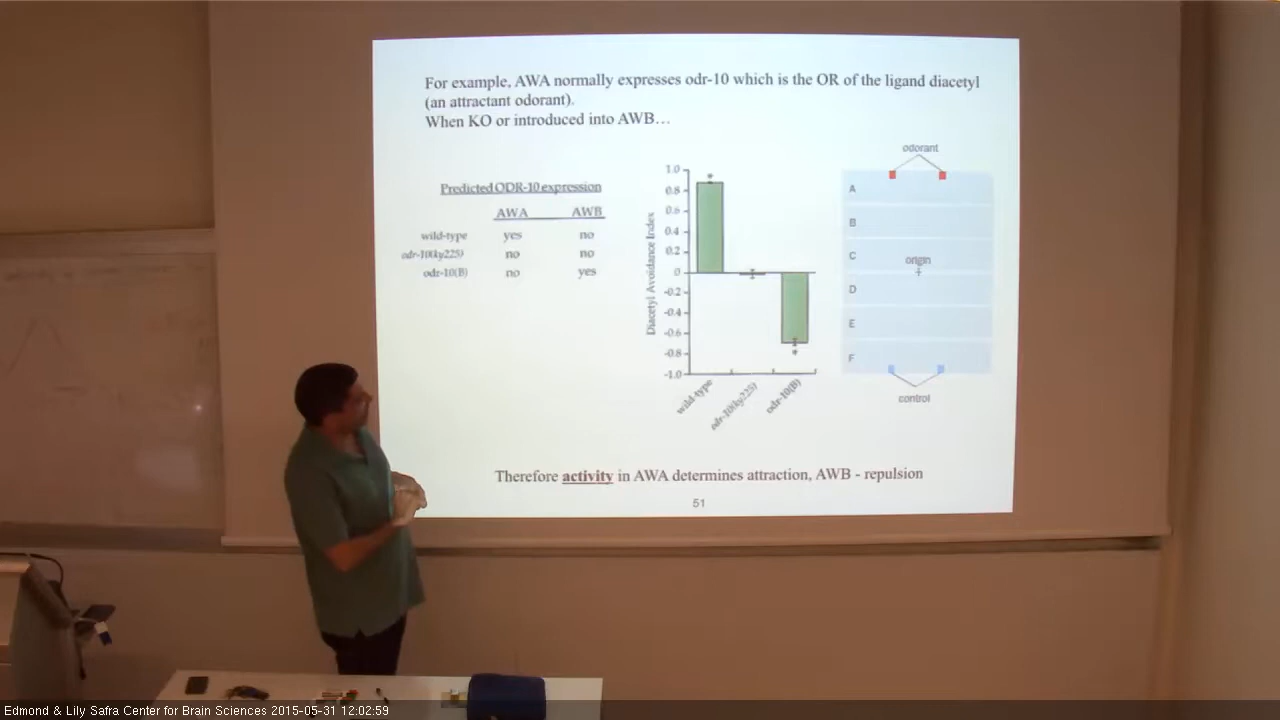 For example, AWA normally expresses odr-10 which is the OR of the ligand diacetyl
(an attractant odorant).
When KO or introduced into AWB…
Predicted ODR-10 expression
AWA AWB
wild-type yes no
odr-10(ky225) no no
odr-10(B) no yes
Diacetyl Avoidance Index
1.0
0.8
0.6
0.4
0.2
0
-0.2
-0.4
-0.6
-0.8
-1.0
wild-type
odr-10(ky225)
odr-10(B)
odorant
A
B
C
origin
D
E
F
control
Therefore activity in AWA determines attraction, AWB - repulsion
51
Edmond & Lily Safra Center for Brain Sciences 2015-05-31 12:02:59